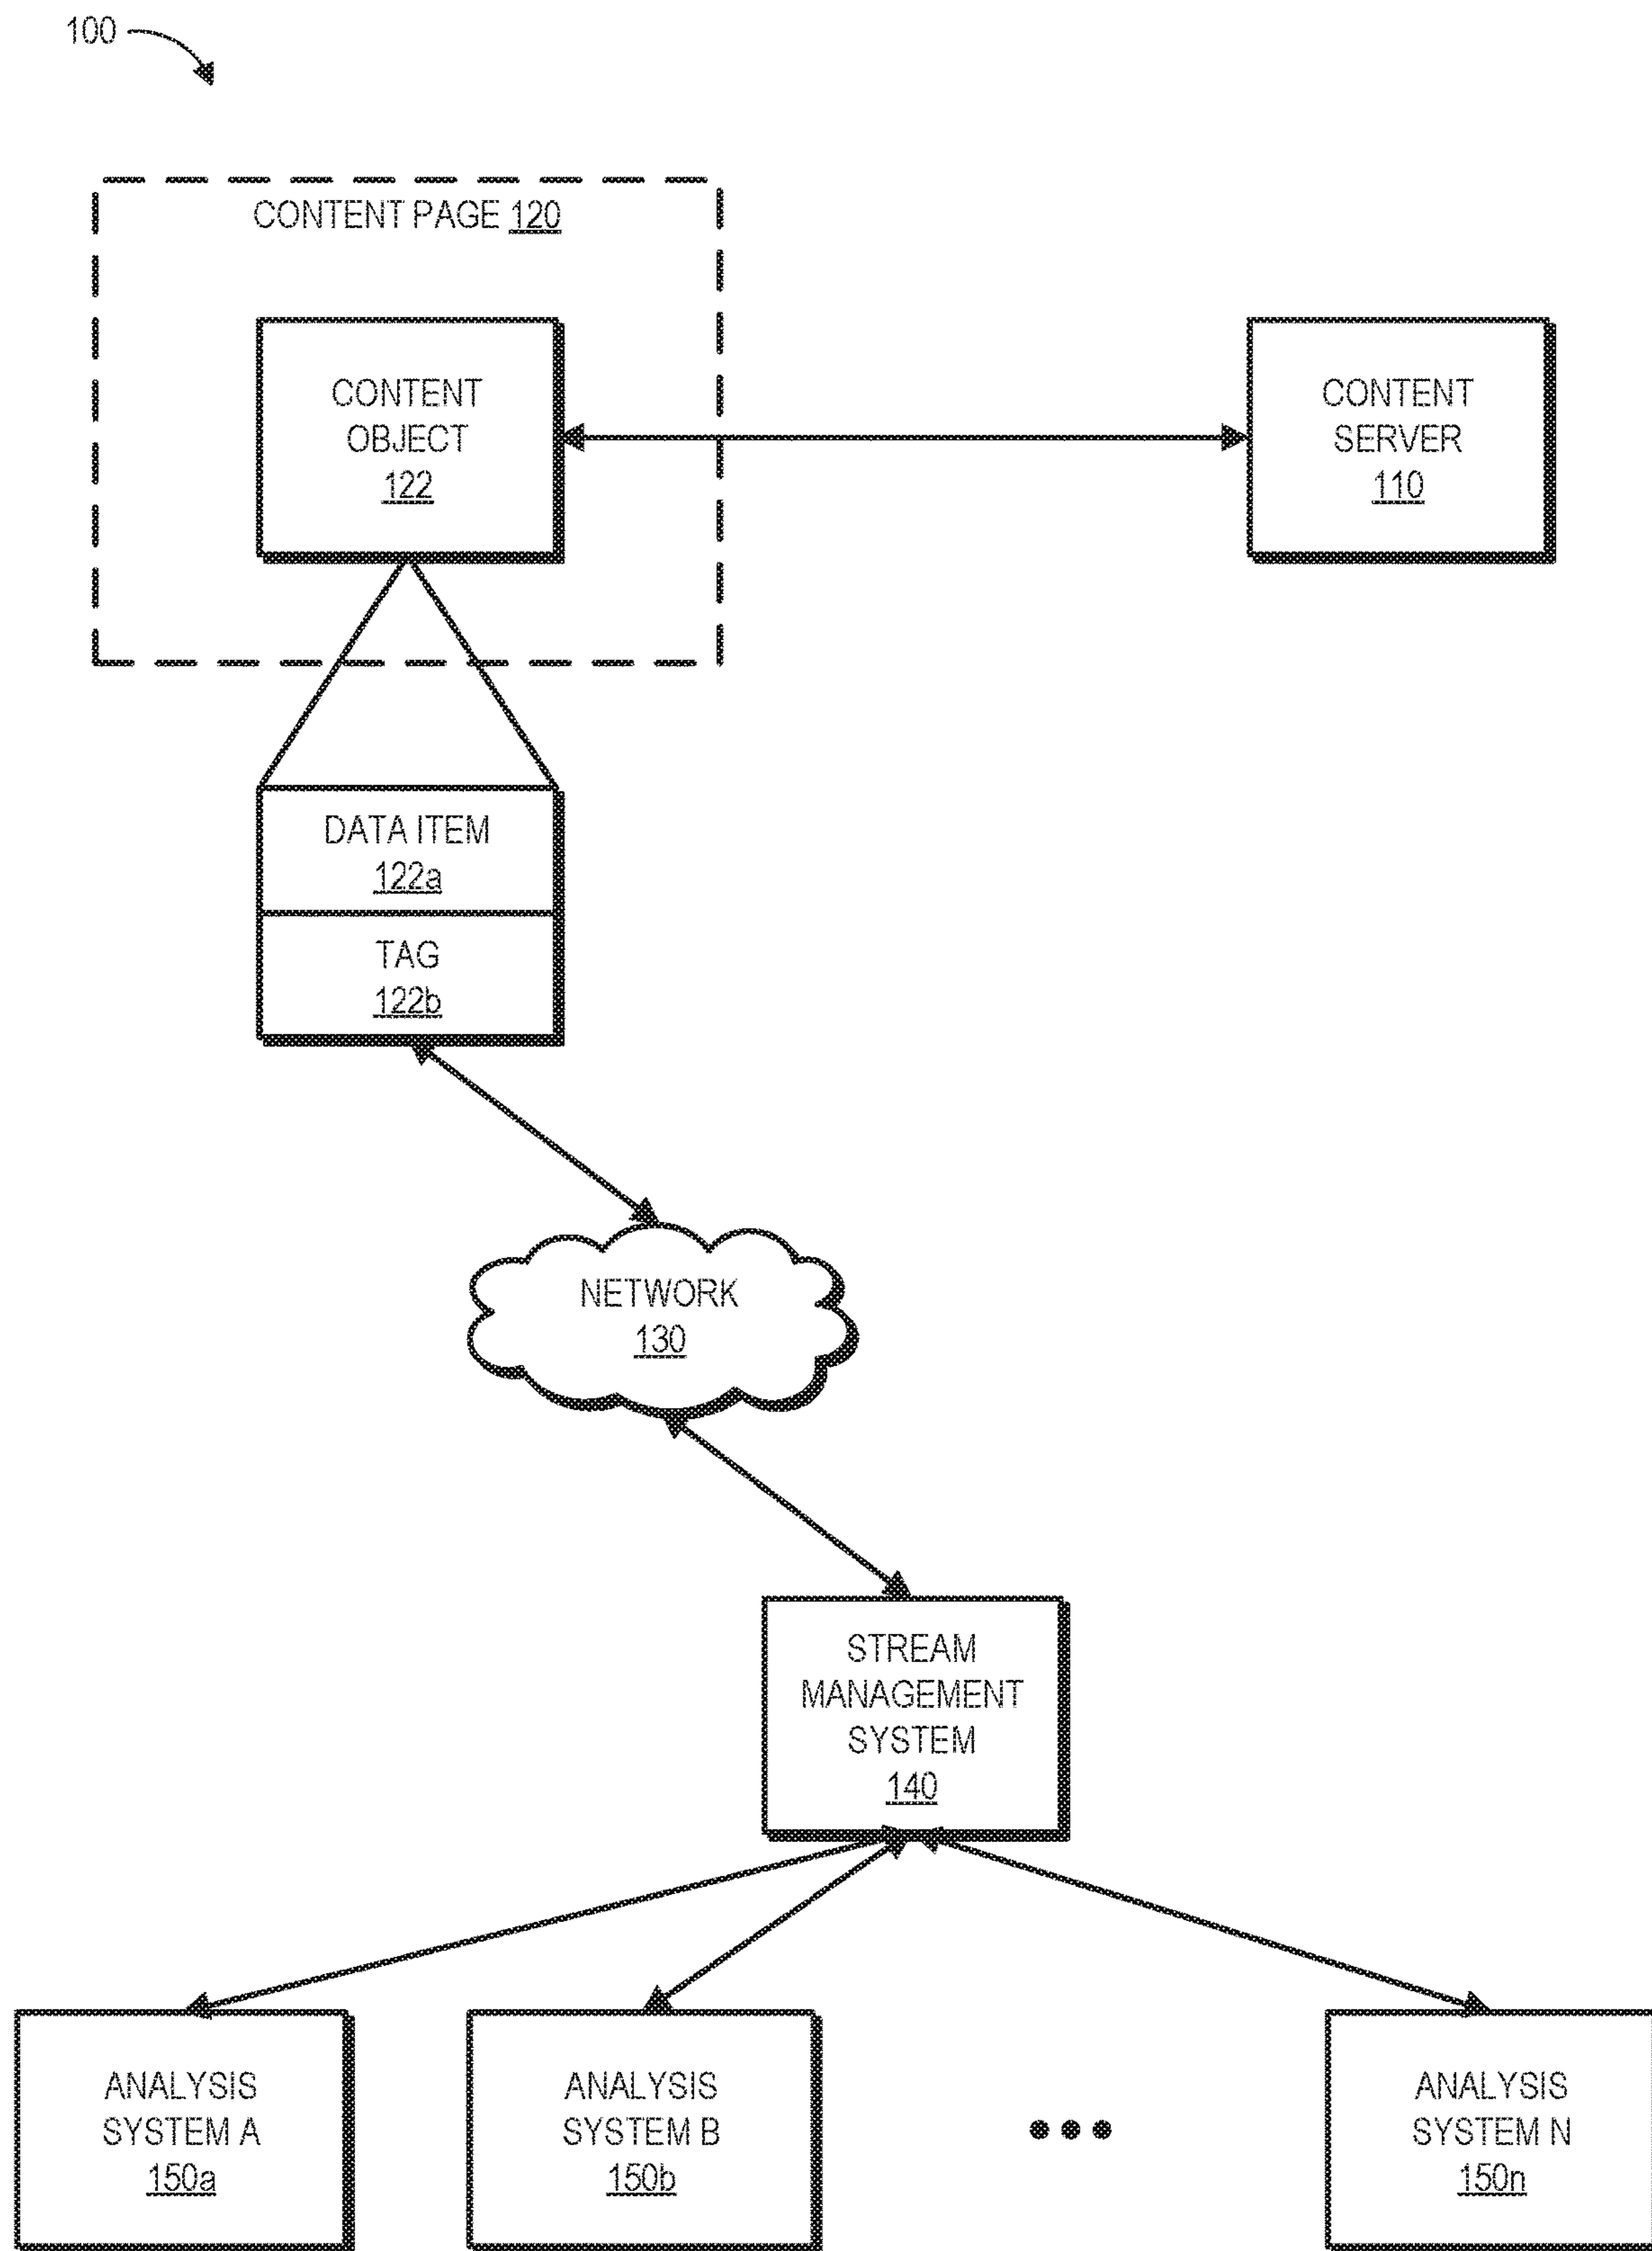 100
CONTENT PAGE 120
CONTENT
OBJECT
122
CONTENT
SERVER
110
DATA ITEM
122a
TAG
122b
NETWORK
130
STREAM
MANAGEMENT
SYSTEM
140
ANALYSIS
SYSTEM A
150a
ANALYSIS
SYSTEM B
150b
ANALYSIS
SYSTEM N
150n